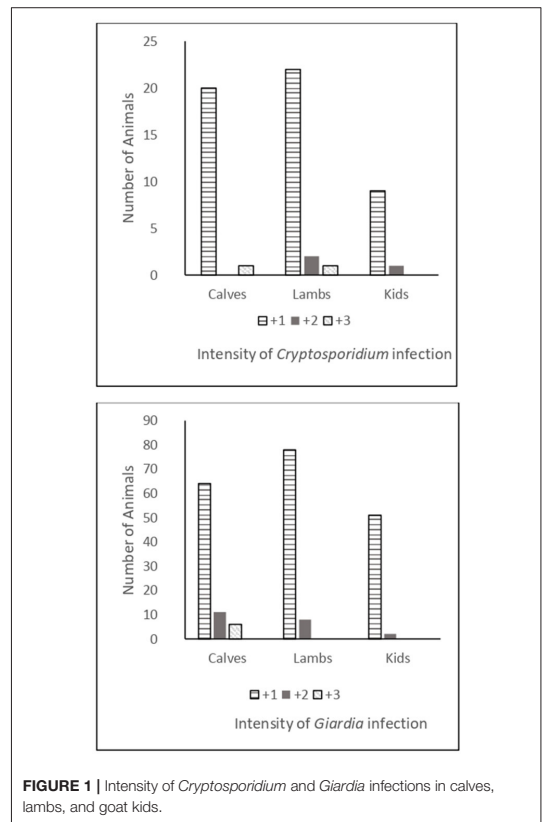 25
20
15
10
5
0
Number of Animals
Calves Lambs Kids
+1 +2 +3
Intensity of Cryptosporidium infection
90
80
70
60
50
40
30
20
10
0
Number of Animals
Calves Lambs Kids
+1 +2 +3
Intensity of Giardia infection
FIGURE 1 | Intensity of Cryptosporidium and Giardia infections in calves,
lambs, and goat kids.